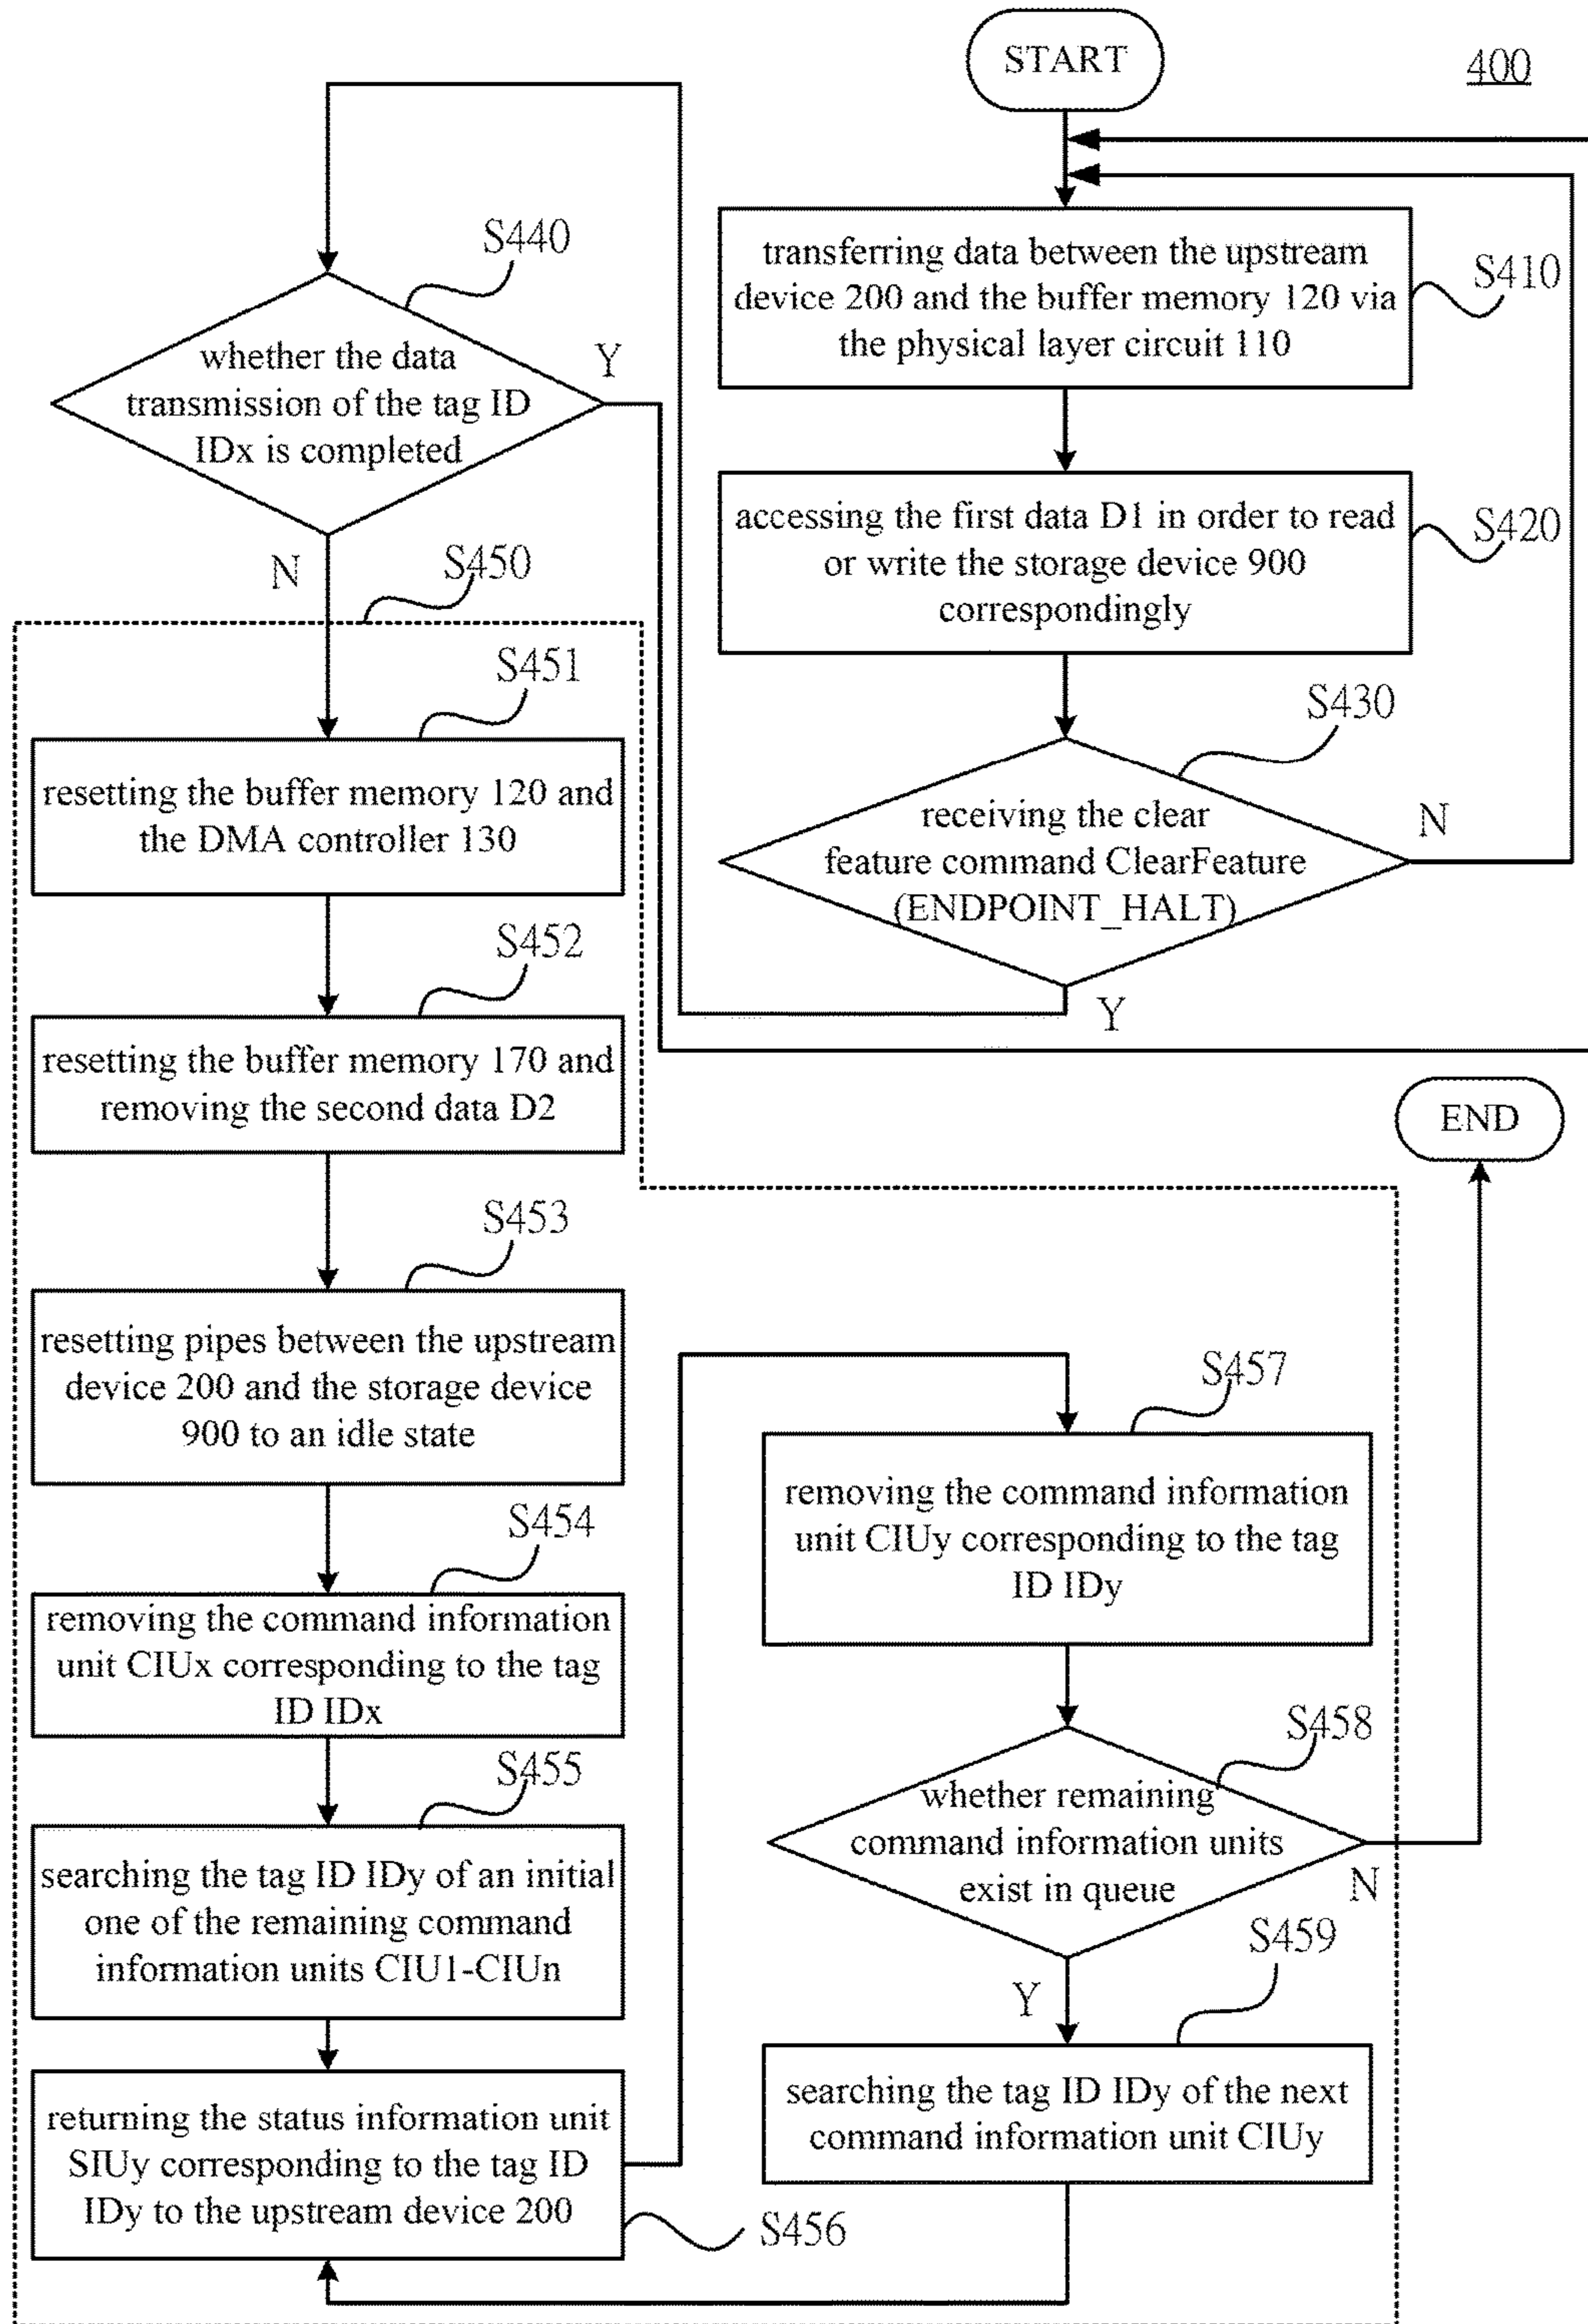 START
400
transferring data between the upstream
device 200 and the buffer memory 120 via
the physical layer circuit 110
S410
accessing the first data D1 in order to read
or write the storage device 900
correspondingly
S420
S430
receiving the clear
feature command ClearFeature
(ENDPOINT_HALT)
N
Y
S440
whether the data
transmission of the tag ID
IDx is completed
Y
N
S450
S451
resetting the buffer memory 120 and
the DMA controller 130
S452
resetting the buffer memory 170 and
removing the second data D2
S453
resetting pipes between the upstream
device 200 and the storage device
900 to an idle state
S454
removing the command information
unit CIUx corresponding to the tag
ID IDx
S455
searching the tag ID IDy of an initial
one of the remaining command
information units CIU1-CIUn
returning the status information unit
SIUy corresponding to the tag ID
IDy to the upstream device 200
S456
S457
removing the command information
unit CIUy corresponding to the tag
ID IDy
S458
whether remaining
command information units
exist in queue
N
Y
S459
searching the tag ID IDy of the next
command information unit CIUy
END